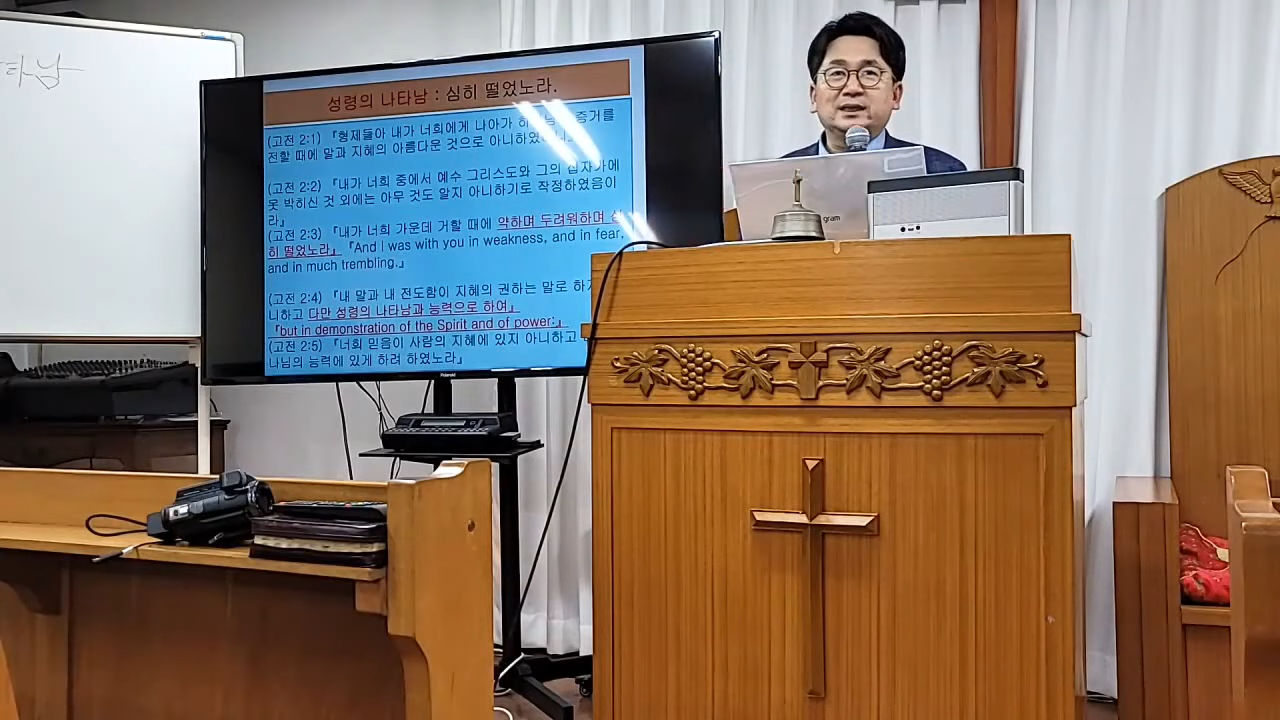 타남
성령의 나타남 : 심히 떨었노라.
(고전 2:1) 『형제들아 내가 너희에게 나아가 증거를
전할 때에 말과 지혜의 아름다운 것으로 아니하였
(고전 2:2) 『내가 너희 중에서 예수 그리스도와 그의 십자가에
못 박히신 것 외에는 아무 것도 알지 아니하기로 작정하였음이
라』
(고전 2:3) 『내가 너희 가운데 거할 때에 약하며 두려워하며 심
히 떨었노라』 『And I was with you in weakness, and in fear,
and in much trembling.』
(고전 2:4) 『내 말과 내 전도함이 지혜의 권하는 말로 하지
니하고 다만 성령의 나타남과 능력으로 하여』
『but in demonstration of the Spirit and of power:』
(고전 2:5) 『너희 믿음이 사람의 지혜에 있지 아니하고
나님의 능력에 있게 하려 하였노라』
Polaroid
gram